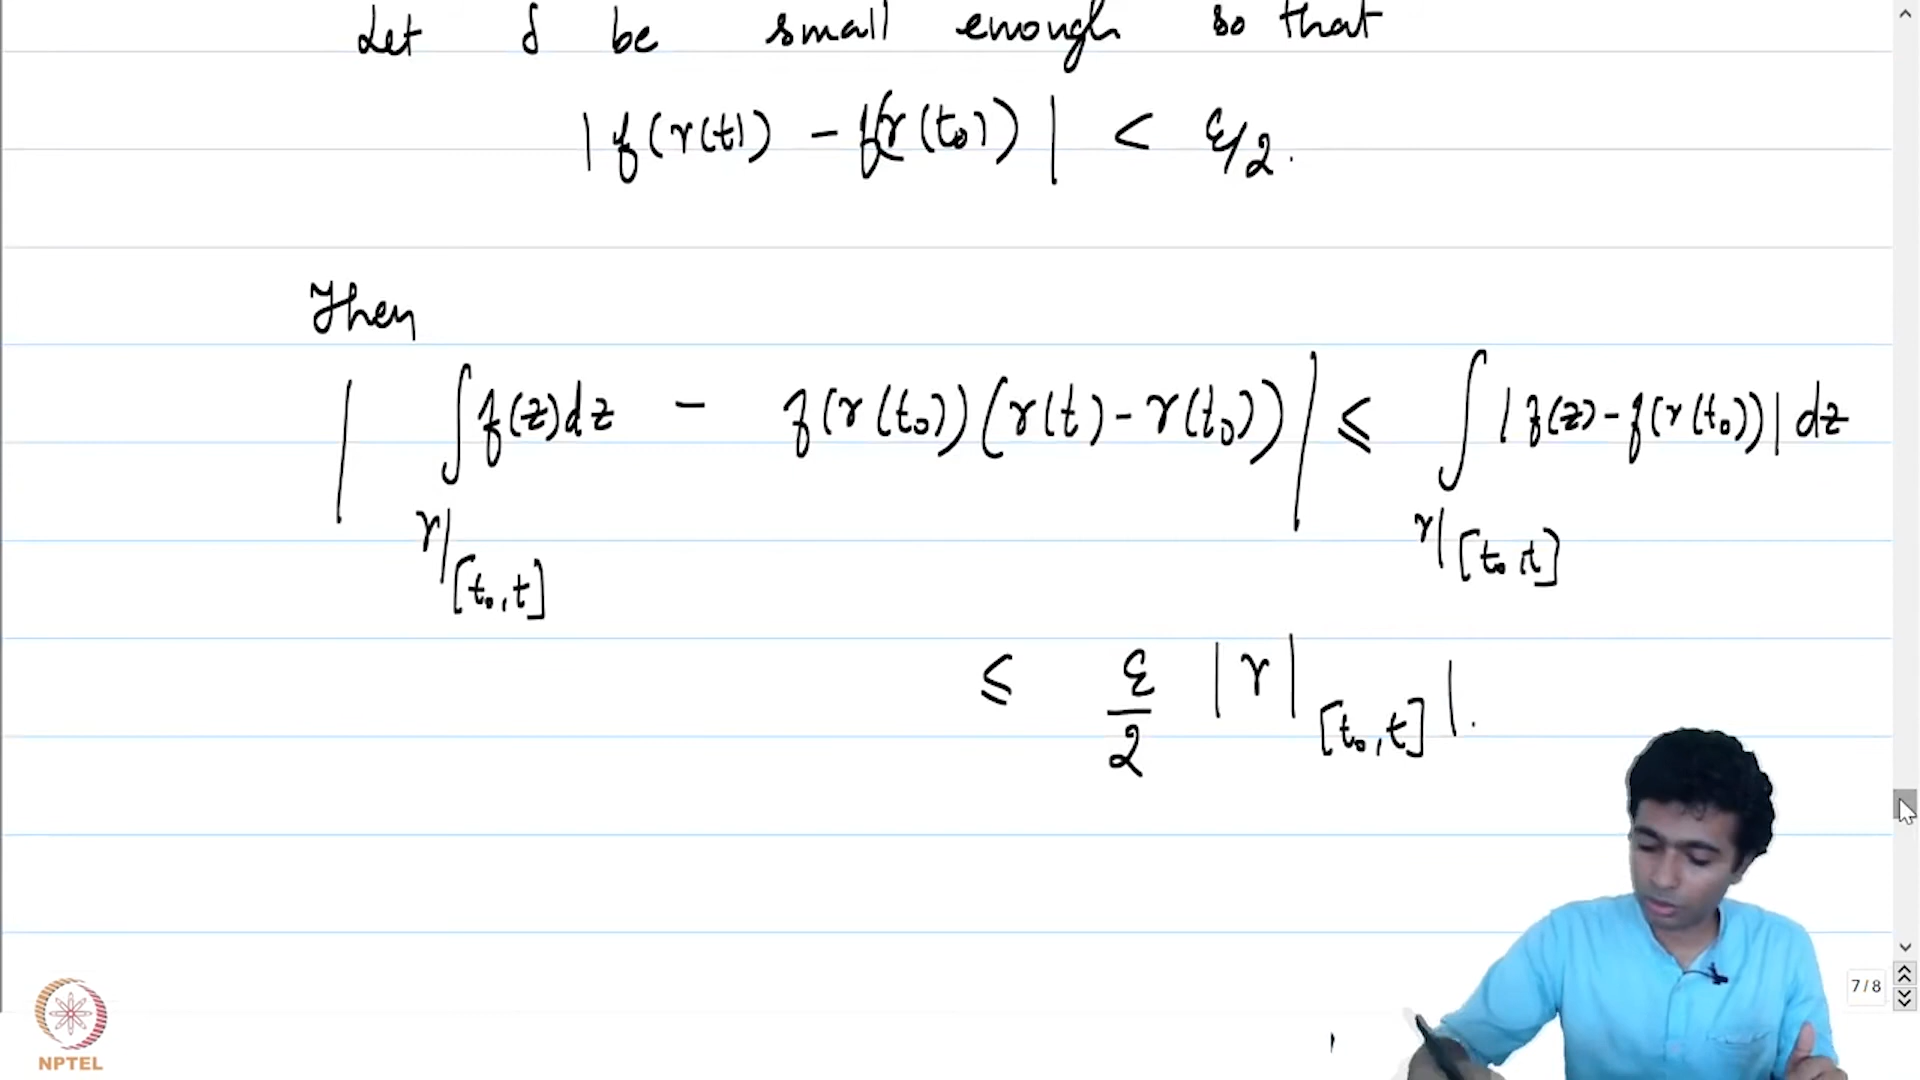 Let δ be small enough so that
|f(γ(t)) - f(γ(t₀))| < ε/2.
Then
| ∫f(z)dz - f(γ(t₀))(γ(t)-γ(t₀)) | ≤ ∫ |f(z)-f(γ(t₀))| dz
γ|[t₀,t] γ|[t₀,t]
≤ ε/2 |γ|[t₀,t]|.
7/8
NPTEL